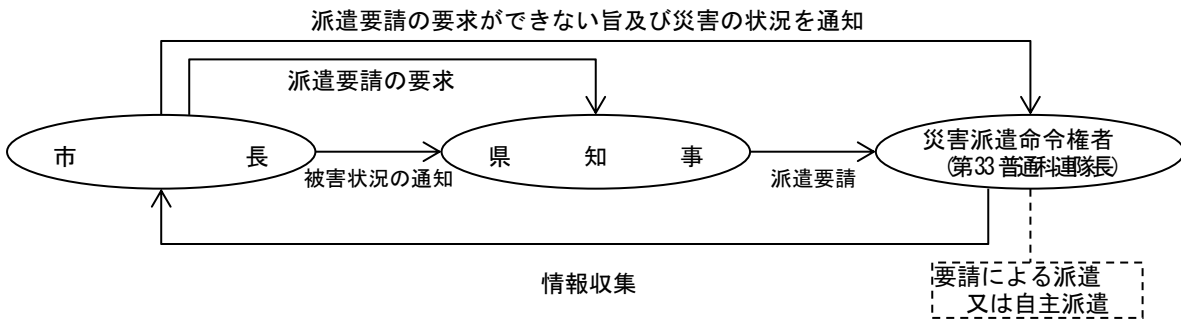 派遣要請の要求ができない旨及び災害の状況を通知
派遣要請の要求
市長
被害状況の通知
県知事
派遣要請
災害派遣命令権者
(第33普通科連隊長)
情報収集
要請による派遣
又は自主派遣